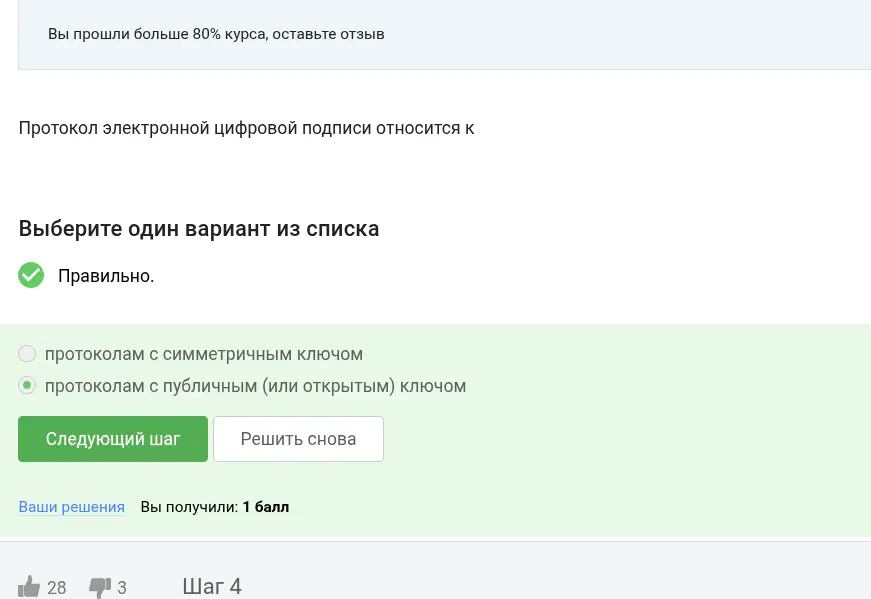 Вы прошли больше 80% курса, оставьте отзыв
Протокол электронной цифровой подписи относится к
Выберите один вариант из списка
Правильно.
протоколам с симметричным ключом
протоколам с публичным (или открытым) ключом
Следующий шаг Решить снова
Ваши решения Вы получили: 1 балл
28 3 Шаг 4